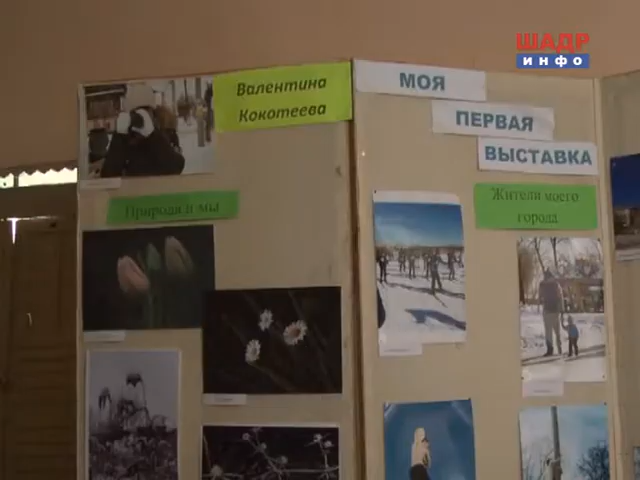 ШАДР
инфо
Валентина
Кокотеева
МОЯ
ПЕРВАЯ
ВЫСТАВКА
Природа и мы
Жители моего
города